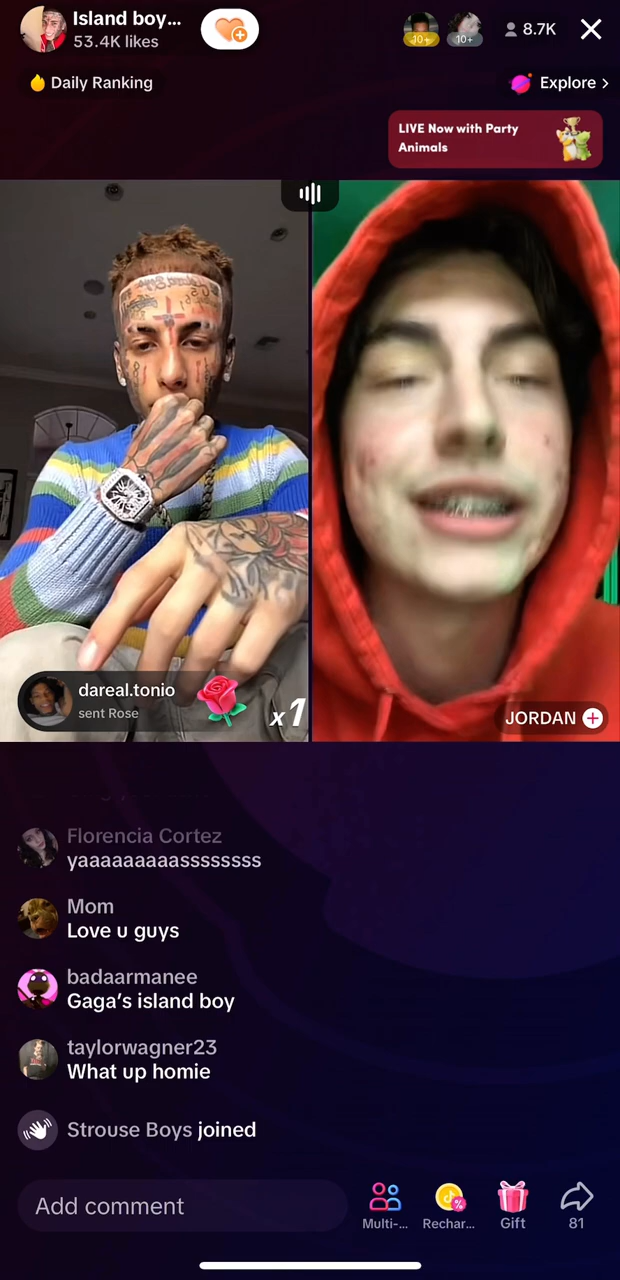 Island boy...
53.4K likes
10+
10+
8.7K
Daily Ranking
Explore >
LIVE Now with Party
Animals
dareal.tonio
sent Rose
x1
JORDAN
Florencia Cortez
yaaaaaaaaassssssss
Mom
Love u guys
badaarmanee
Gaga's island boy
taylorwagner23
What up homie
Strouse Boys joined
Add comment
Multi-...
Rechar...
Gift
81